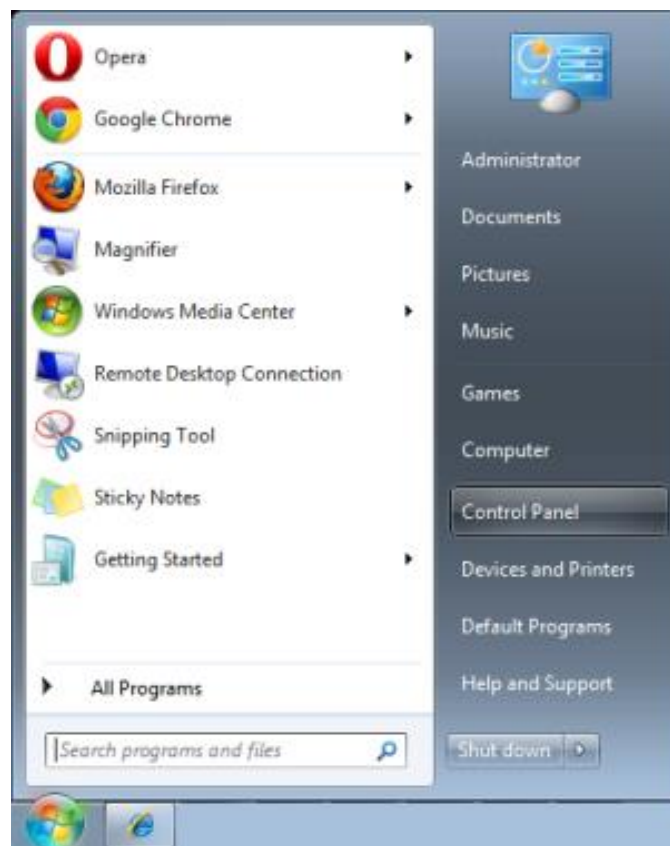 Opera
Google Chrome
Mozilla Firefox
Magnifier
Windows Media Center
Remote Desktop Connection
Snipping Tool
Sticky Notes
Getting Started
All Programs
Search programs and files
Administrator
Documents
Pictures
Music
Games
Computer
Control Panel
Devices and Printers
Default Programs
Help and Support
Shut down